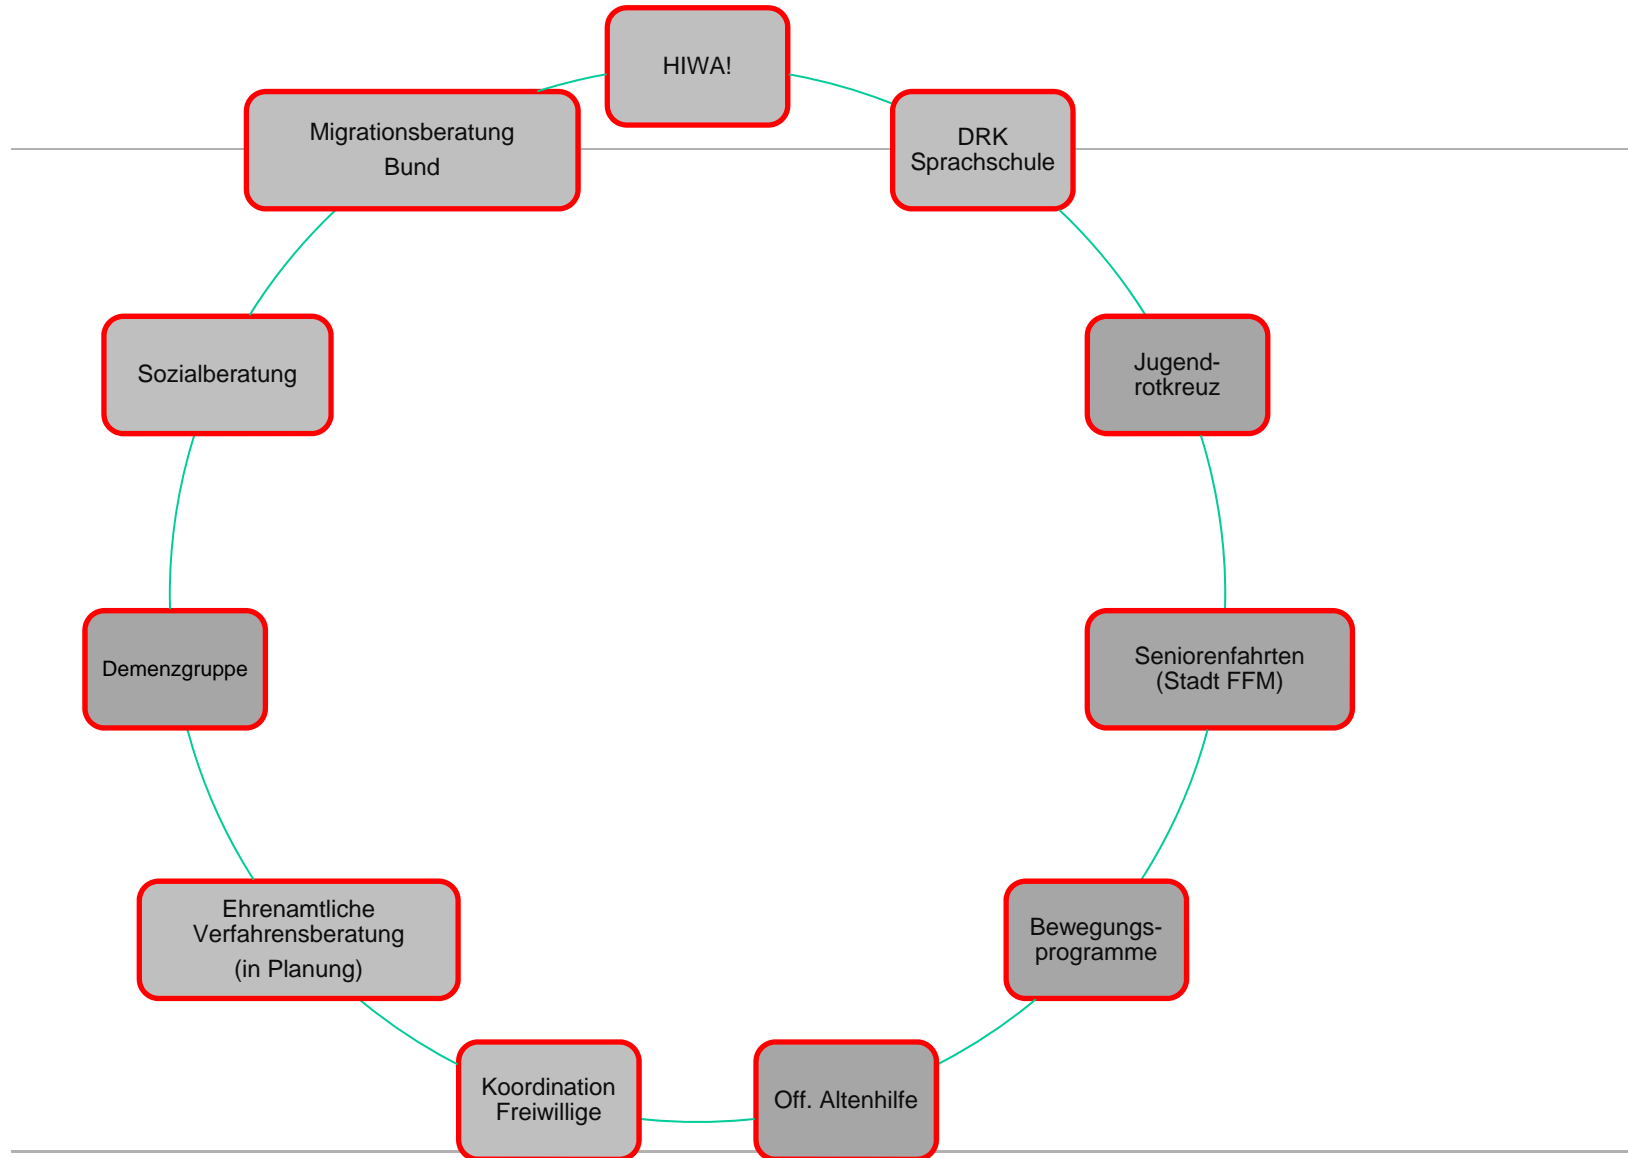 HIWA!
Migrationsberatung
Bund
DRK
Sprachschule
Sozialberatung
Jugend-
rotkreuz
Demenzgruppe
Seniorenfahrten
(Stadt FFM)
Ehrenamtliche
Verfahrensberatung
(in Planung)
Bewegungs-
programme
Koordination
Freiwillige
Off. Altenhilfe